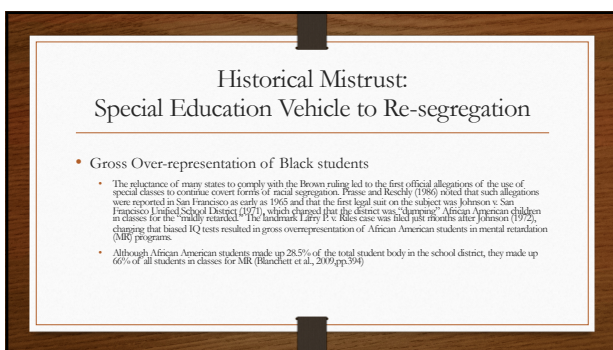 Historical Mistrust:
Special Education Vehicle to Re-segregation
• Gross Over-representation of Black students
• The reluctance of many states to comply with the Brown ruling led to the first official allegations of the use of
special classes to continue covert forms of racial segregation. Prasse and Reschly (1986) noted that such allegations
were reported in San Francisco as early as 1965 and that the first legal suit on the subject was Johnson v. San
Francisco Unified School District (1971), which charged that the district was “dumping” African American children
in classes for the “mildly retarded.” The landmark Larry P. v. Riles case was filed just months after Johnson (1972),
charging that biased IQ tests resulted in gross overrepresentation of African American students in mental retardation
(MR) programs.
• Although African American students made up 28.5% of the total student body in the school district, they made up
66% of all students in classes for MR (Blanchett et al., 2009,pp.394)